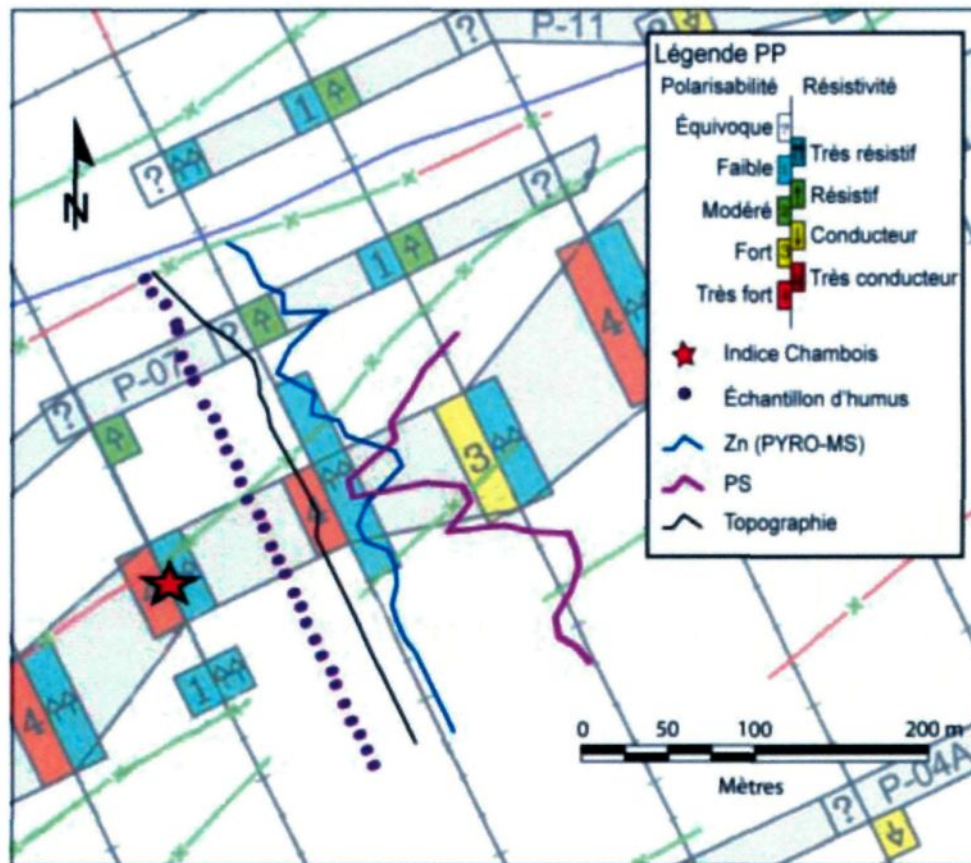 P-11
?
?
1
?
1
?
P-07
?
?
4
3
4
4
1
4
P-04A
?
N
Légende PP
Polarisabilité Résistivité
Équivoque ?
Très résistif
Faible
Résistif
Modéré
Conducteur
Fort
Très conducteur
Très fort
Indice Chambois
Échantillon d'humus
Zn (PYRO-MS)
PS
Topographie
0 50 100 200 m
Mètres